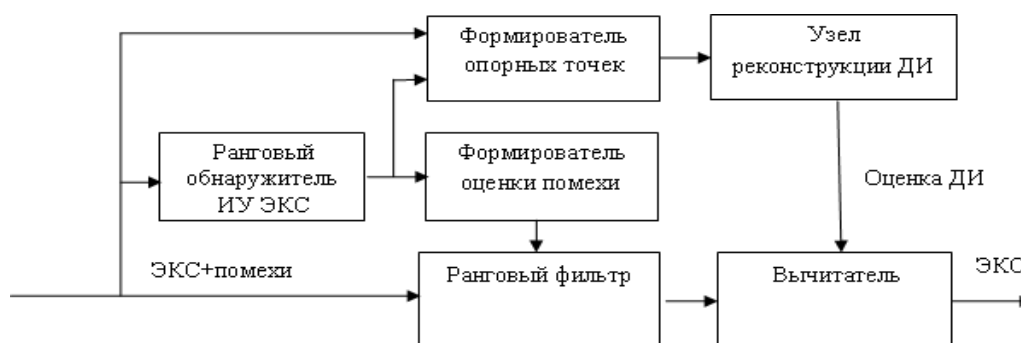 Формирователь
опорных точек
Узел
реконструкции ДИ
Ранговый
обнаружитель
ИУ ЭКС
Формирователь
оценки помехи
Оценка ДИ
ЭКС+помехи
Ранговый фильтр
Вычитатель
ЭКС